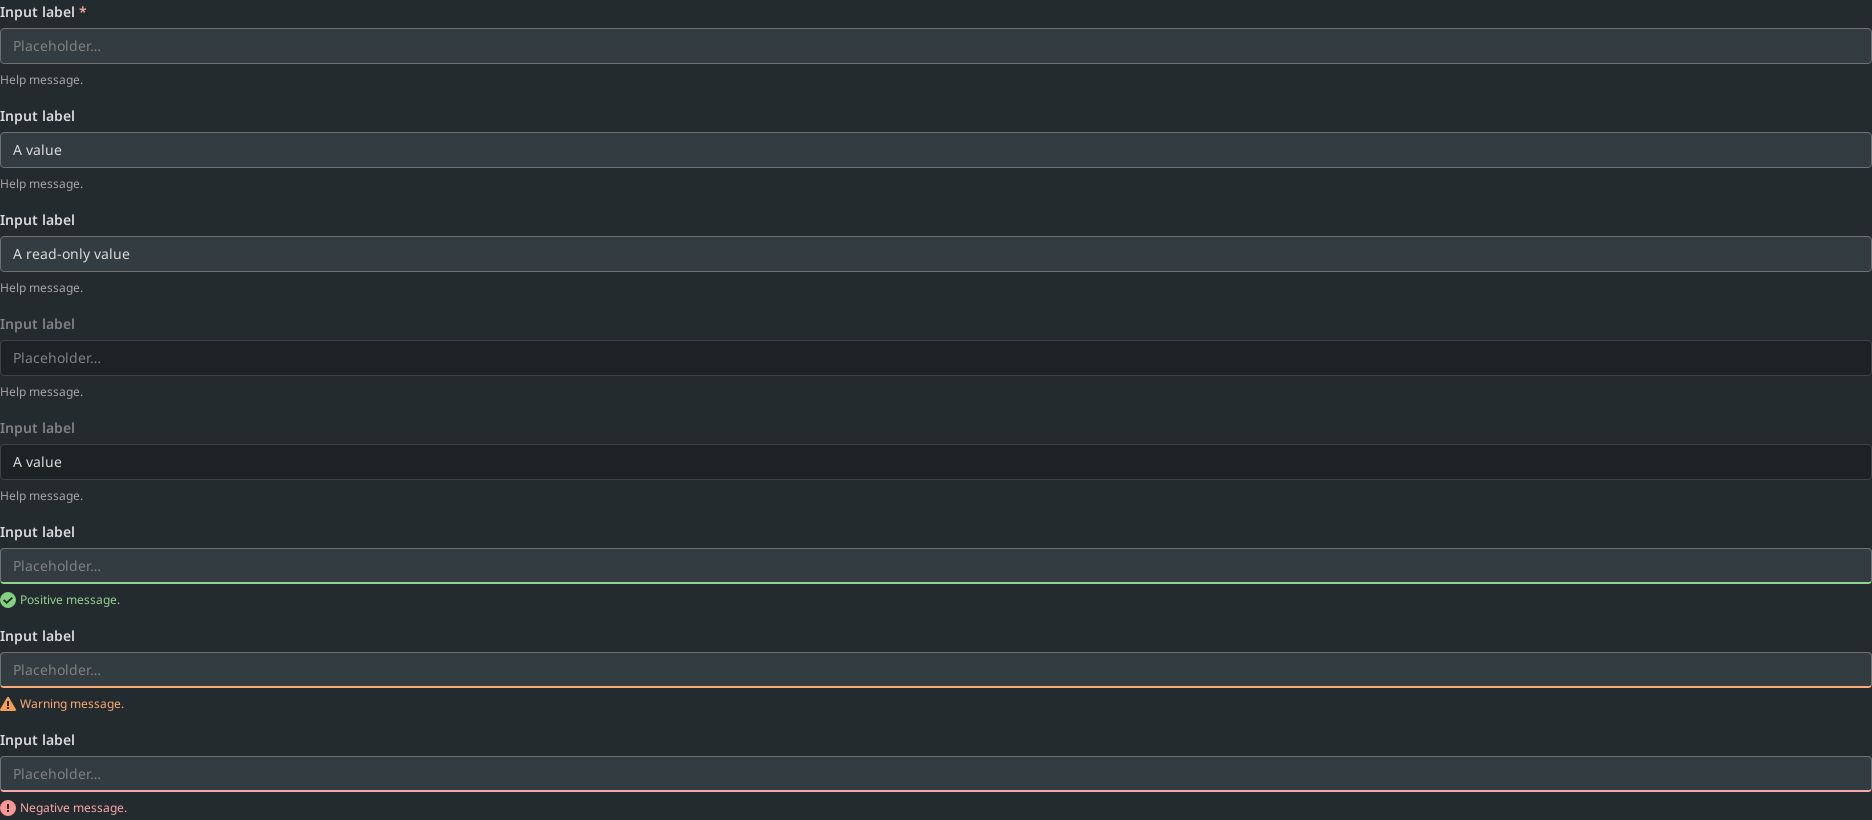 Input label *
Placeholder...
Help message.
Input label
A value
Help message.
Input label
A read-only value
Help message.
Input label
Placeholder...
Help message.
Input label
A value
Help message.
Input label
Placeholder...
Positive message.
Input label
Placeholder...
Warning message.
Input label
Placeholder...
Negative message.